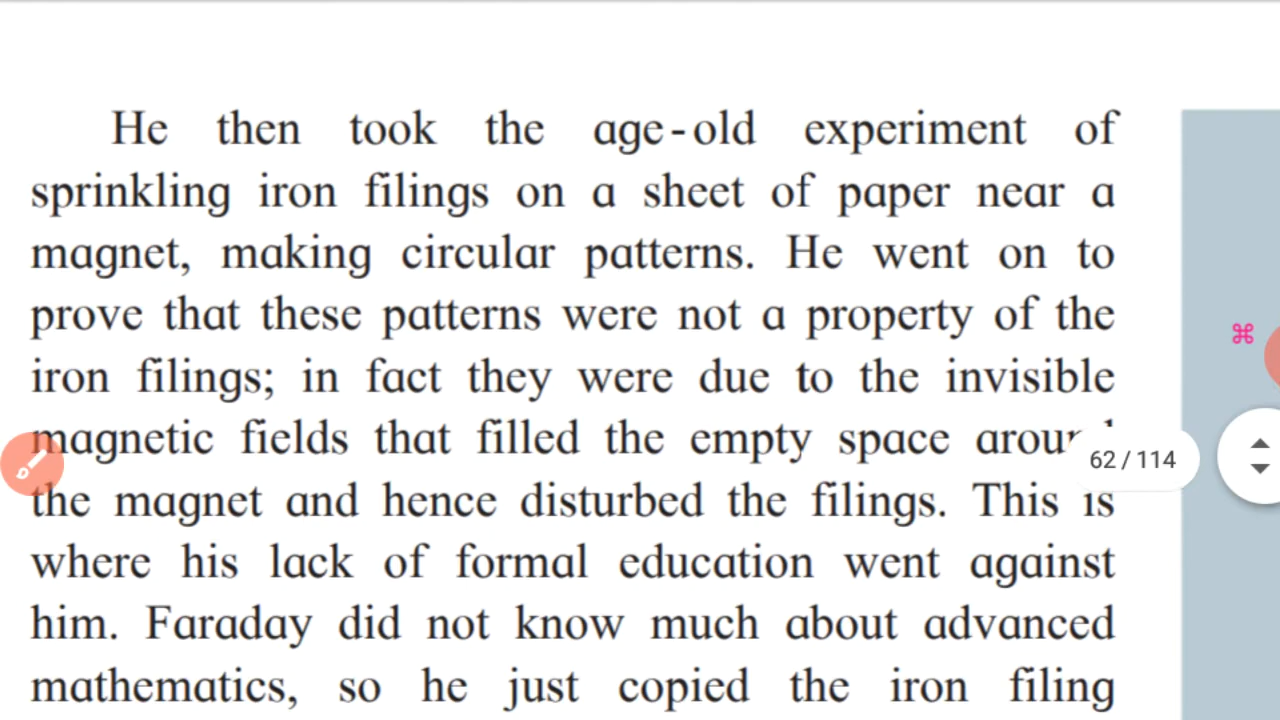 He then took the age-old experiment of
sprinkling iron filings on a sheet of paper near a
magnet, making circular patterns. He went on to
prove that these patterns were not a property of the
iron filings; in fact they were due to the invisible
magnetic fields that filled the empty space
62 / 114
the magnet and hence disturbed the filings. This is
where his lack of formal education went against
him. Faraday did not know much about advanced
mathematics, so he just copied the iron filing